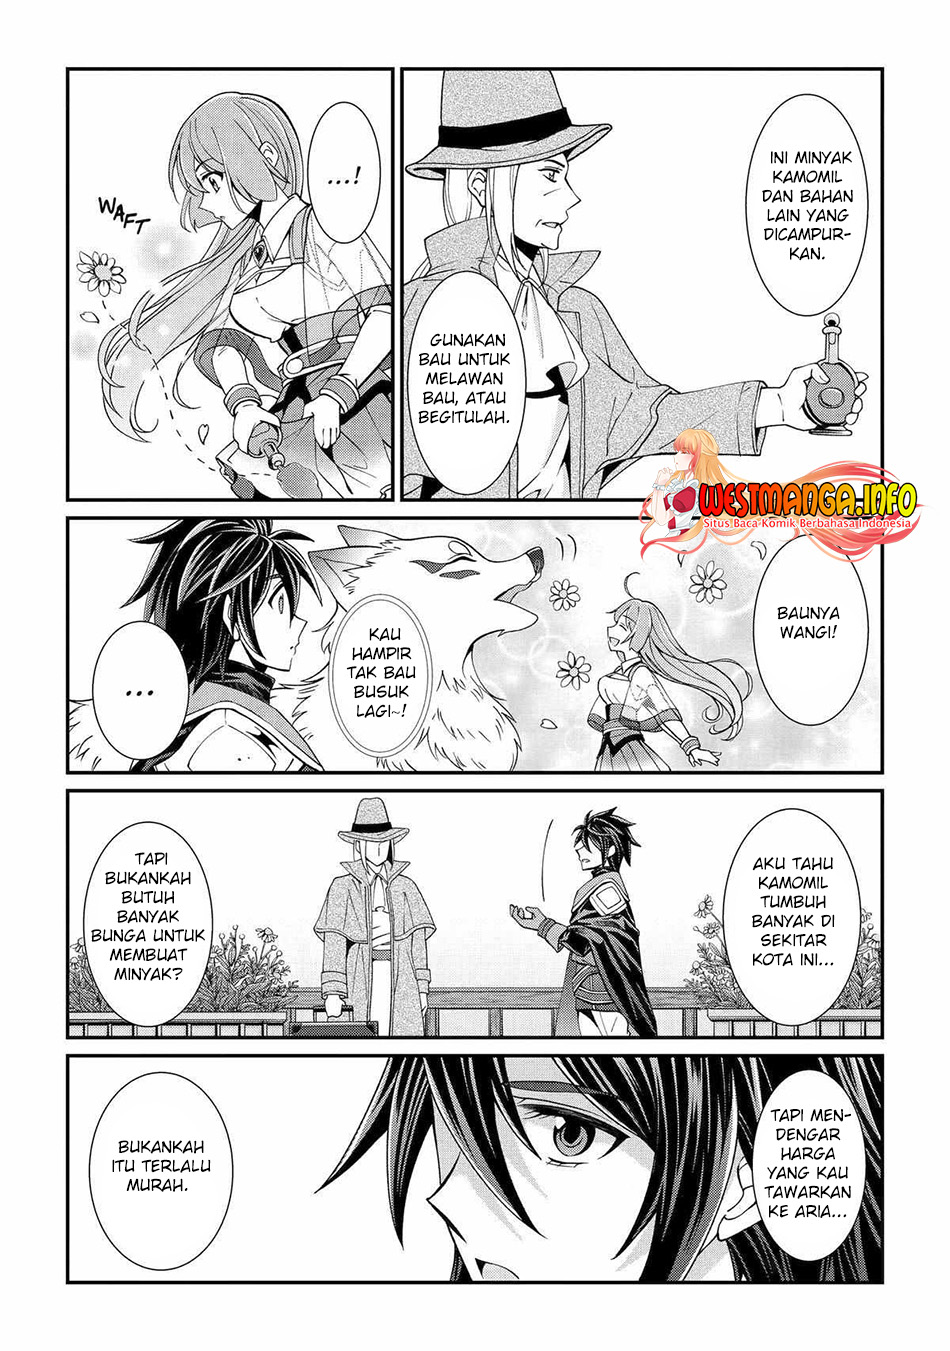 INI MINYAK
KAMOMIL
DAN BAHAN
LAIN YANG
DICAMPUR-
KAN.
GUNAKAN
BAU UNTUK
MELAWAN
BAU, ATAU
BEGITULAH.
...!
WAFT
WESTMANGA.INFO
Situs Baca Komik Berbahasa Indonesia
BAUNYA
WANGI!
KAU
HAMPIR
TAK BAU
BUSUK
LAGI~!
...
AKU TAHU
KAMOMIL
TUMBUH
BANYAK DI
SEKITAR
KOTA INI...
TAPI
BUKANKAH
BUTUH
BANYAK
BUNGA UNTUK
MEMBUAT
MINYAK?
TAPI MEN-
DENGAR
HARGA
YANG KAU
TAWARKAN
KE ARIA...
BUKANKAH
ITU TERLALU
MURAH.